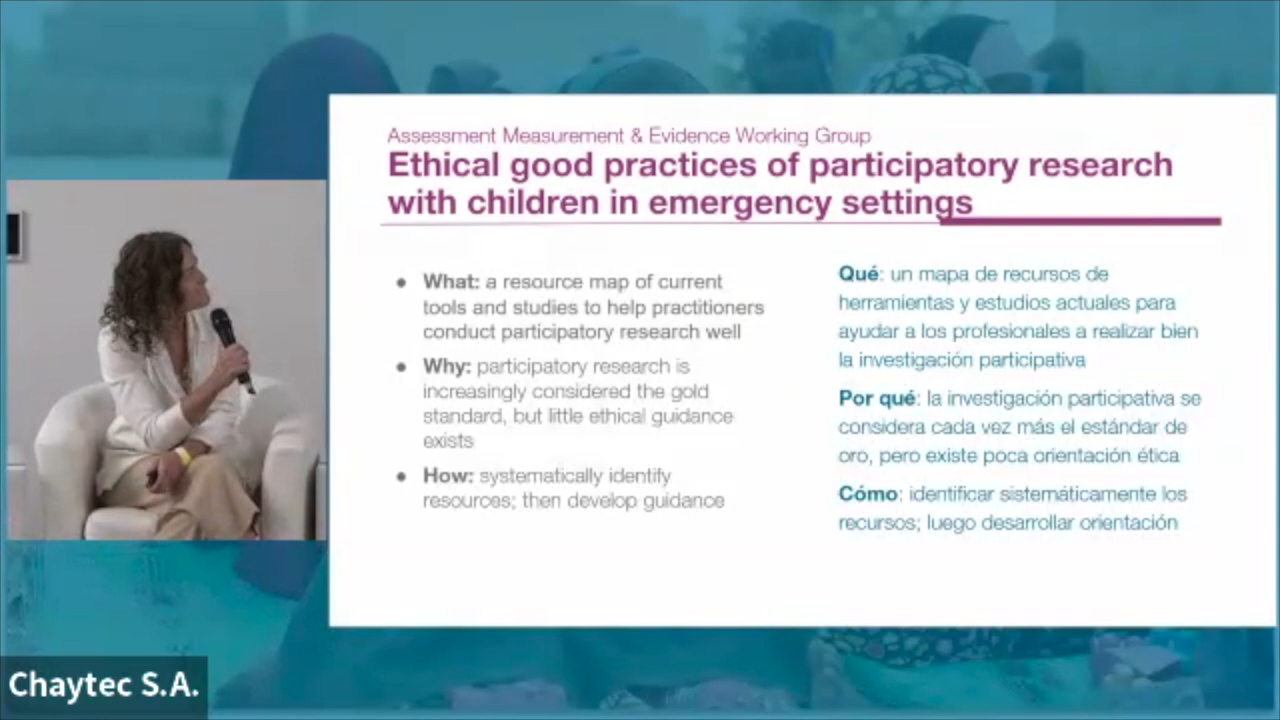 Assessment Measurement & Evidence Working Group
Ethical good practices of participatory research
with children in emergency settings
● What: a resource map of current
tools and studies to help practitioners
conduct participatory research well
● Why: participatory research is
increasingly considered the gold
standard, but little ethical guidance
exists
● How: systematically identify
resources; then develop guidance
Qué: un mapa de recursos de
herramientas y estudios actuales para
ayudar a los profesionales a realizar bien
la investigación participativa
Por qué: la investigación participativa se
considera cada vez más el estándar de
oro, pero existe poca orientación ética
Cómo: identificar sistemáticamente los
recursos; luego desarrollar orientación
Chaytec S.A.